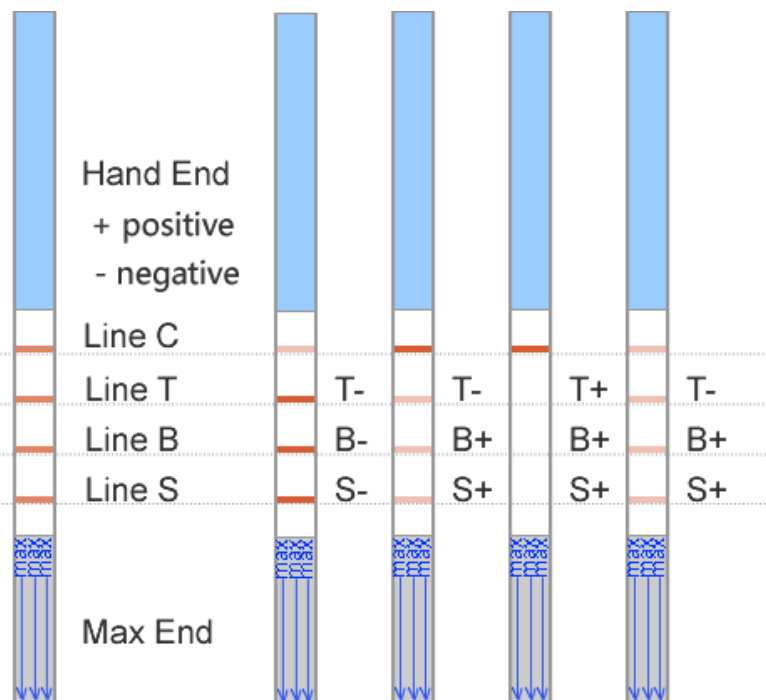 Hand End
+ positive
- negative
Line C
Line T T- T- T+ T-
Line B B- B+ B+ B+
Line S S- S+ S+ S+
max max max max max max max max max max max max max max max
Max End